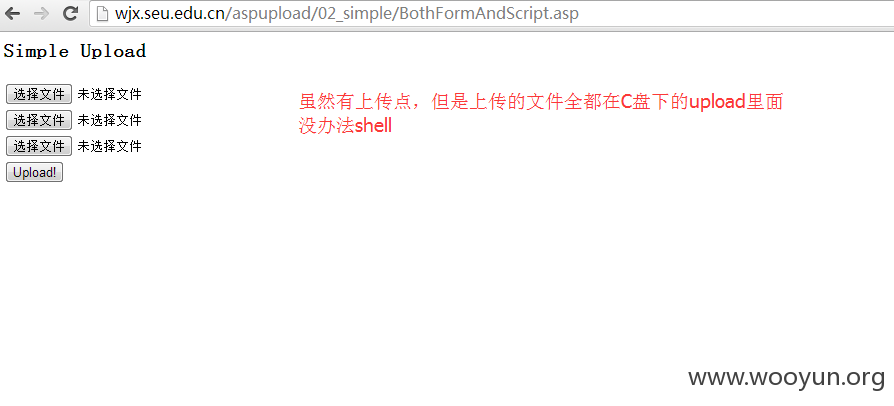 wjx.seu.edu.cn/aspupload/02_simple/BothFormAndScript.asp
Simple Upload
选择文件 未选择文件
选择文件 未选择文件
选择文件 未选择文件
Upload!
虽然有上传点，但是上传的文件全都在C盘下的upload里面
没办法shell
www.wooyun.org